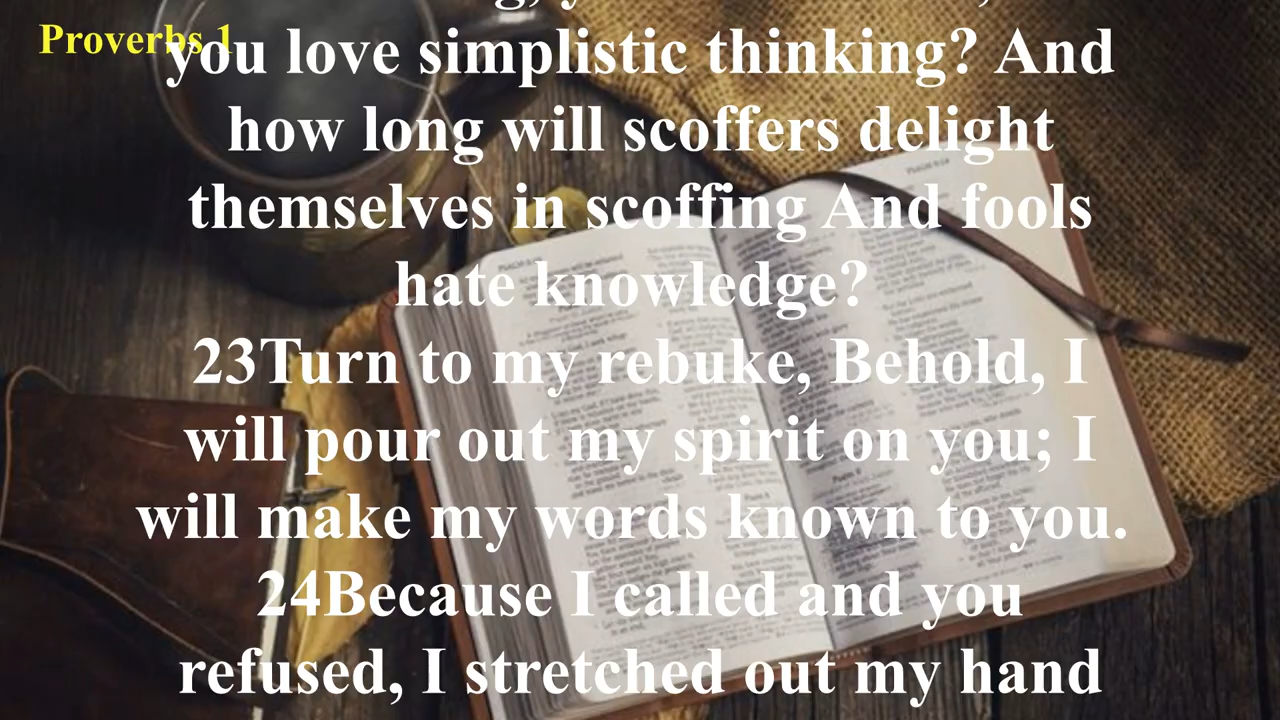 Proverbs 1
you love simplistic thinking? And
how long will scoffers delight
themselves in scoffing And fools
hate knowledge?
23Turn to my rebuke, Behold, I
will pour out my spirit on you; I
will make my words known to you.
24Because I called and you
refused, I stretched out my hand